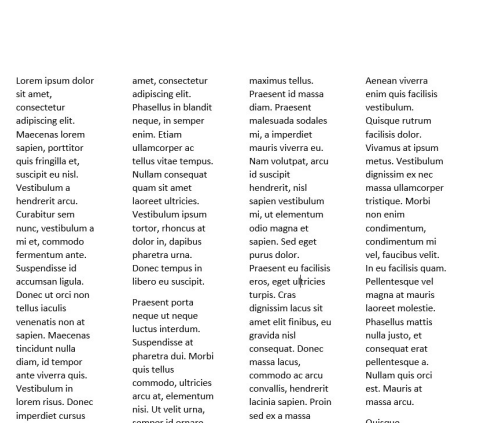 Lorem ipsum dolor
sit amet,
consectetur
adipiscing elit.
Maecenas lorem
sapien, porttitor
quis fringilla et,
suscipit eu nisl.
Vestibulum a
hendrerit arcu.
Curabitur sem
nunc, vestibulum a
mi et, commodo
fermentum ante.
Suspendisse id
accumsan ligula.
Donec ut orci non
tellus iaculis
venenatis non at
sapien. Maecenas
tincidunt nulla
diam, id tempor
ante viverra quis.
Vestibulum in
lorem risus. Donec
imperdiet cursus
amet, consectetur
adipiscing elit.
Phasellus in blandit
neque, in semper
enim. Etiam
ullamcorper ac
tellus vitae tempus.
Nullam consequat
quam sit amet
laoreet ultricies.
Vestibulum ipsum
tortor, rhoncus at
dolor in, dapibus
pharetra urna.
Donec tempus in
libero eu suscipit.
Praesent porta
neque ut neque
luctus interdum.
Suspendisse at
pharetra dui. Morbi
quis tellus
commodo, ultricies
arcu at, elementum
nisi. Ut velit urna,
semper id ornare
maximus tellus.
Praesent id massa
diam. Praesent
malesuada sodales
mi, a imperdiet
mauris viverra eu.
Nam volutpat, arcu
id suscipit
hendrerit, nisl
sapien vestibulum
mi, ut elementum
odio magna et
sapien. Sed eget
purus dolor.
Praesent eu facilisis
eros, eget ultricies
turpis. Cras
dignissim lacus sit
amet elit finibus, eu
gravida nisl
consequat. Donec
massa lacus,
commodo ac arcu
convallis, hendrerit
lacinia sapien. Proin
sed ex a massa
Aenean viverra
enim quis facilisis
vestibulum.
Quisque rutrum
facilisis dolor.
Vivamus at ipsum
metus. Vestibulum
dignissim ex nec
massa ullamcorper
tristique. Morbi
non enim
condimentum,
condimentum mi
vel, faucibus velit.
In eu facilisis quam.
Pellentesque vel
magna at mauris
laoreet molestie.
Phasellus mattis
nulla justo, et
consequat erat
pellentesque a.
Nullam quis orci
est. Mauris at
massa arcu.
Quisque